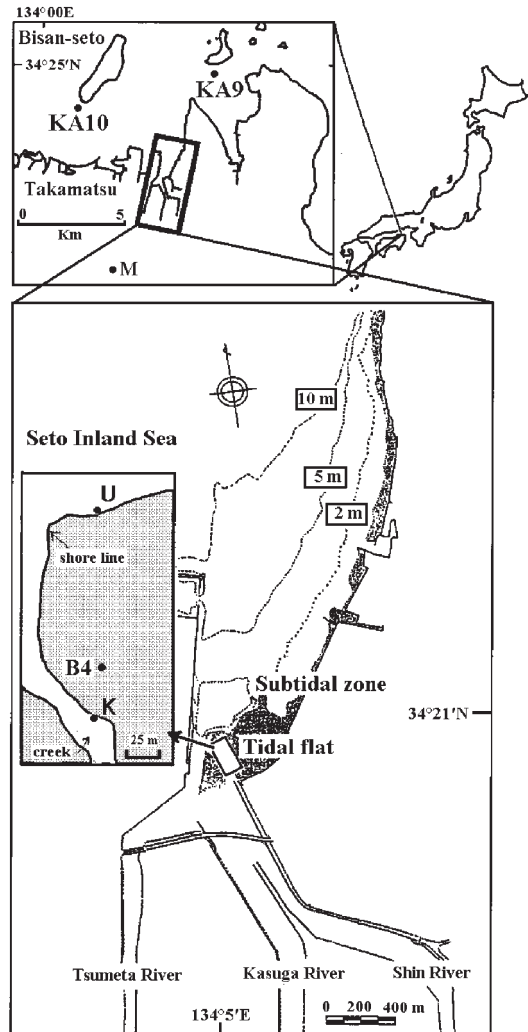 134°00'E
Bisan-seto
34°25'N
KA9
KA10
Takamatsu
0 5
Km
M
10 m
Seto Inland Sea
5 m
2 m
U
shore line
B4
K
creek
25 m
Subtidal zone
34°21'N
Tidal flat
Tsumeta River
Kasuga River
Shin River
134°5'E
0 200 400 m